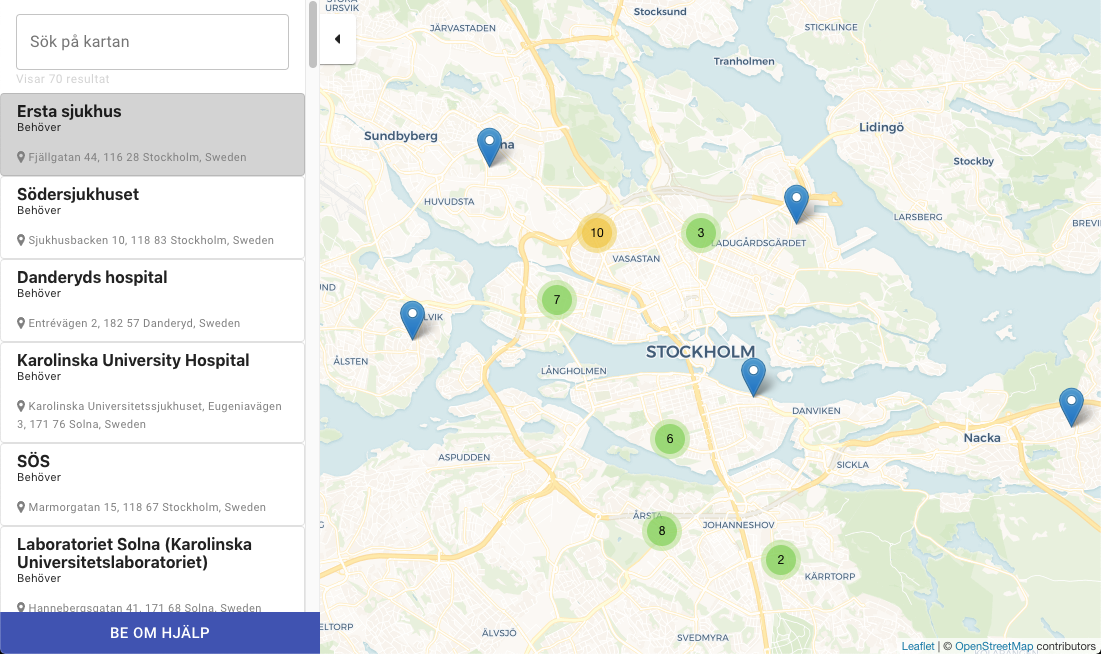 Sök på kartan
Visar 70 resultat
Ersta sjukhus
Behöver
Fjällgatan 44, 116 28 Stockholm, Sweden
Södersjukhuset
Behöver
Sjukhusbacken 10, 118 83 Stockholm, Sweden
Danderyds hospital
Behöver
Entrévägen 2, 182 57 Danderyd, Sweden
Karolinska University Hospital
Behöver
Karolinska Universitetssjukhuset, Eugeniavägen
3, 171 76 Solna, Sweden
SÖS
Behöver
Marmorgatan 15, 118 67 Stockholm, Sweden
Laboratoriet Solna (Karolinska
Universitetslaboratoriet)
Behöver
Hannebergsgatan 41, 171 68 Solna, Sweden
BE OM HJÄLP
URSVIK
Stocksund
JÄRVASTADEN
STICKLINGE
Tranholmen
Sundbyberg
na
Lidingö
Stockby
HUVUDSTA
LARSBERG
BREVI
10
3
LADUGÅRDSGÄRDET
VASASTAN
UND
7
LVIK
STOCKHOLM
ÅLSTEN
LÅNGHOLMEN
DANVIKEN
6
Nacka
ASPUDDEN
SICKLA
ÅRSTA
8
JOHANNESHOV
2
KÄRRTORP
ELTORP
ÄLVSJÖ
SVEDMYRA
Leaflet | © OpenStreetMap contributors